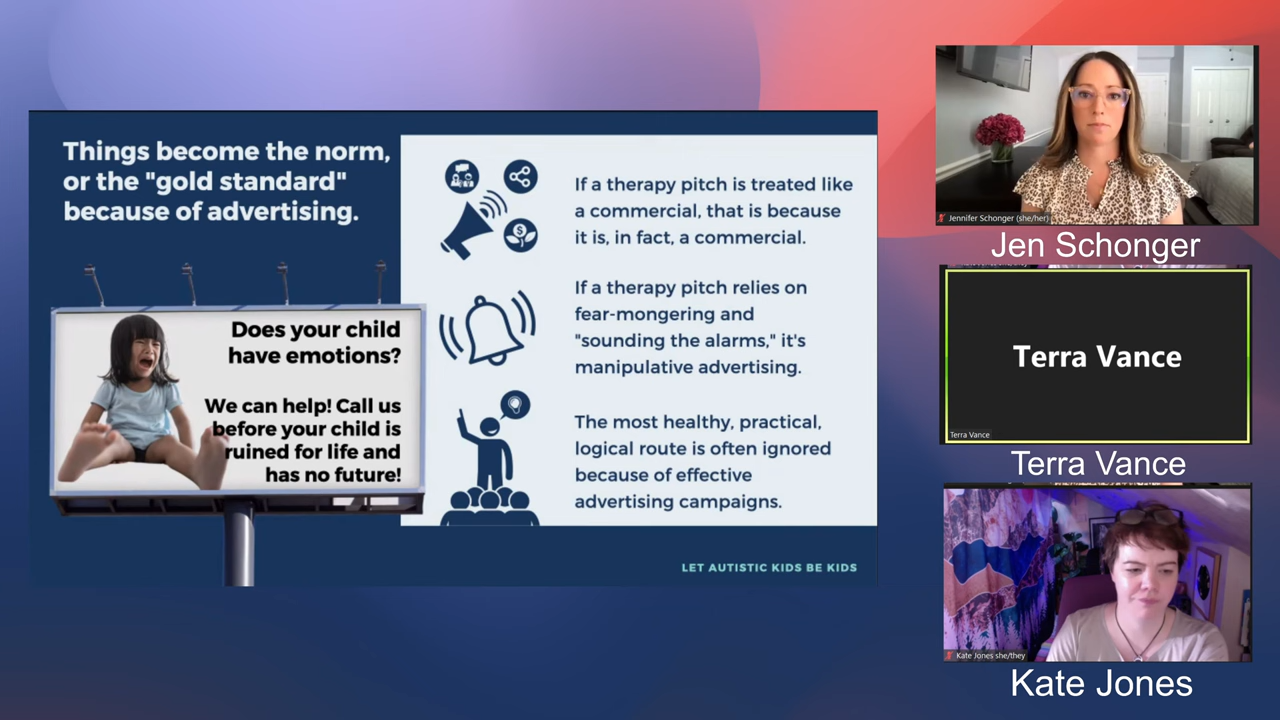 Things become the norm,
or the "gold standard"
because of advertising.
Does your child
have emotions?
We can help! Call us
before your child is
ruined for life and
has no future!
If a therapy pitch is treated like
a commercial, that is because
it is, in fact, a commercial.
If a therapy pitch relies on
fear-mongering and
"sounding the alarms," it's
manipulative advertising.
The most healthy, practical,
logical route is often ignored
because of effective
advertising campaigns.
LET AUTISTIC KIDS BE KIDS
Jennifer Schonger (she/her)
Jen Schonger
Terra Vance
Terra Vance
Terra Vance
Kate Jones she/they
Kate Jones